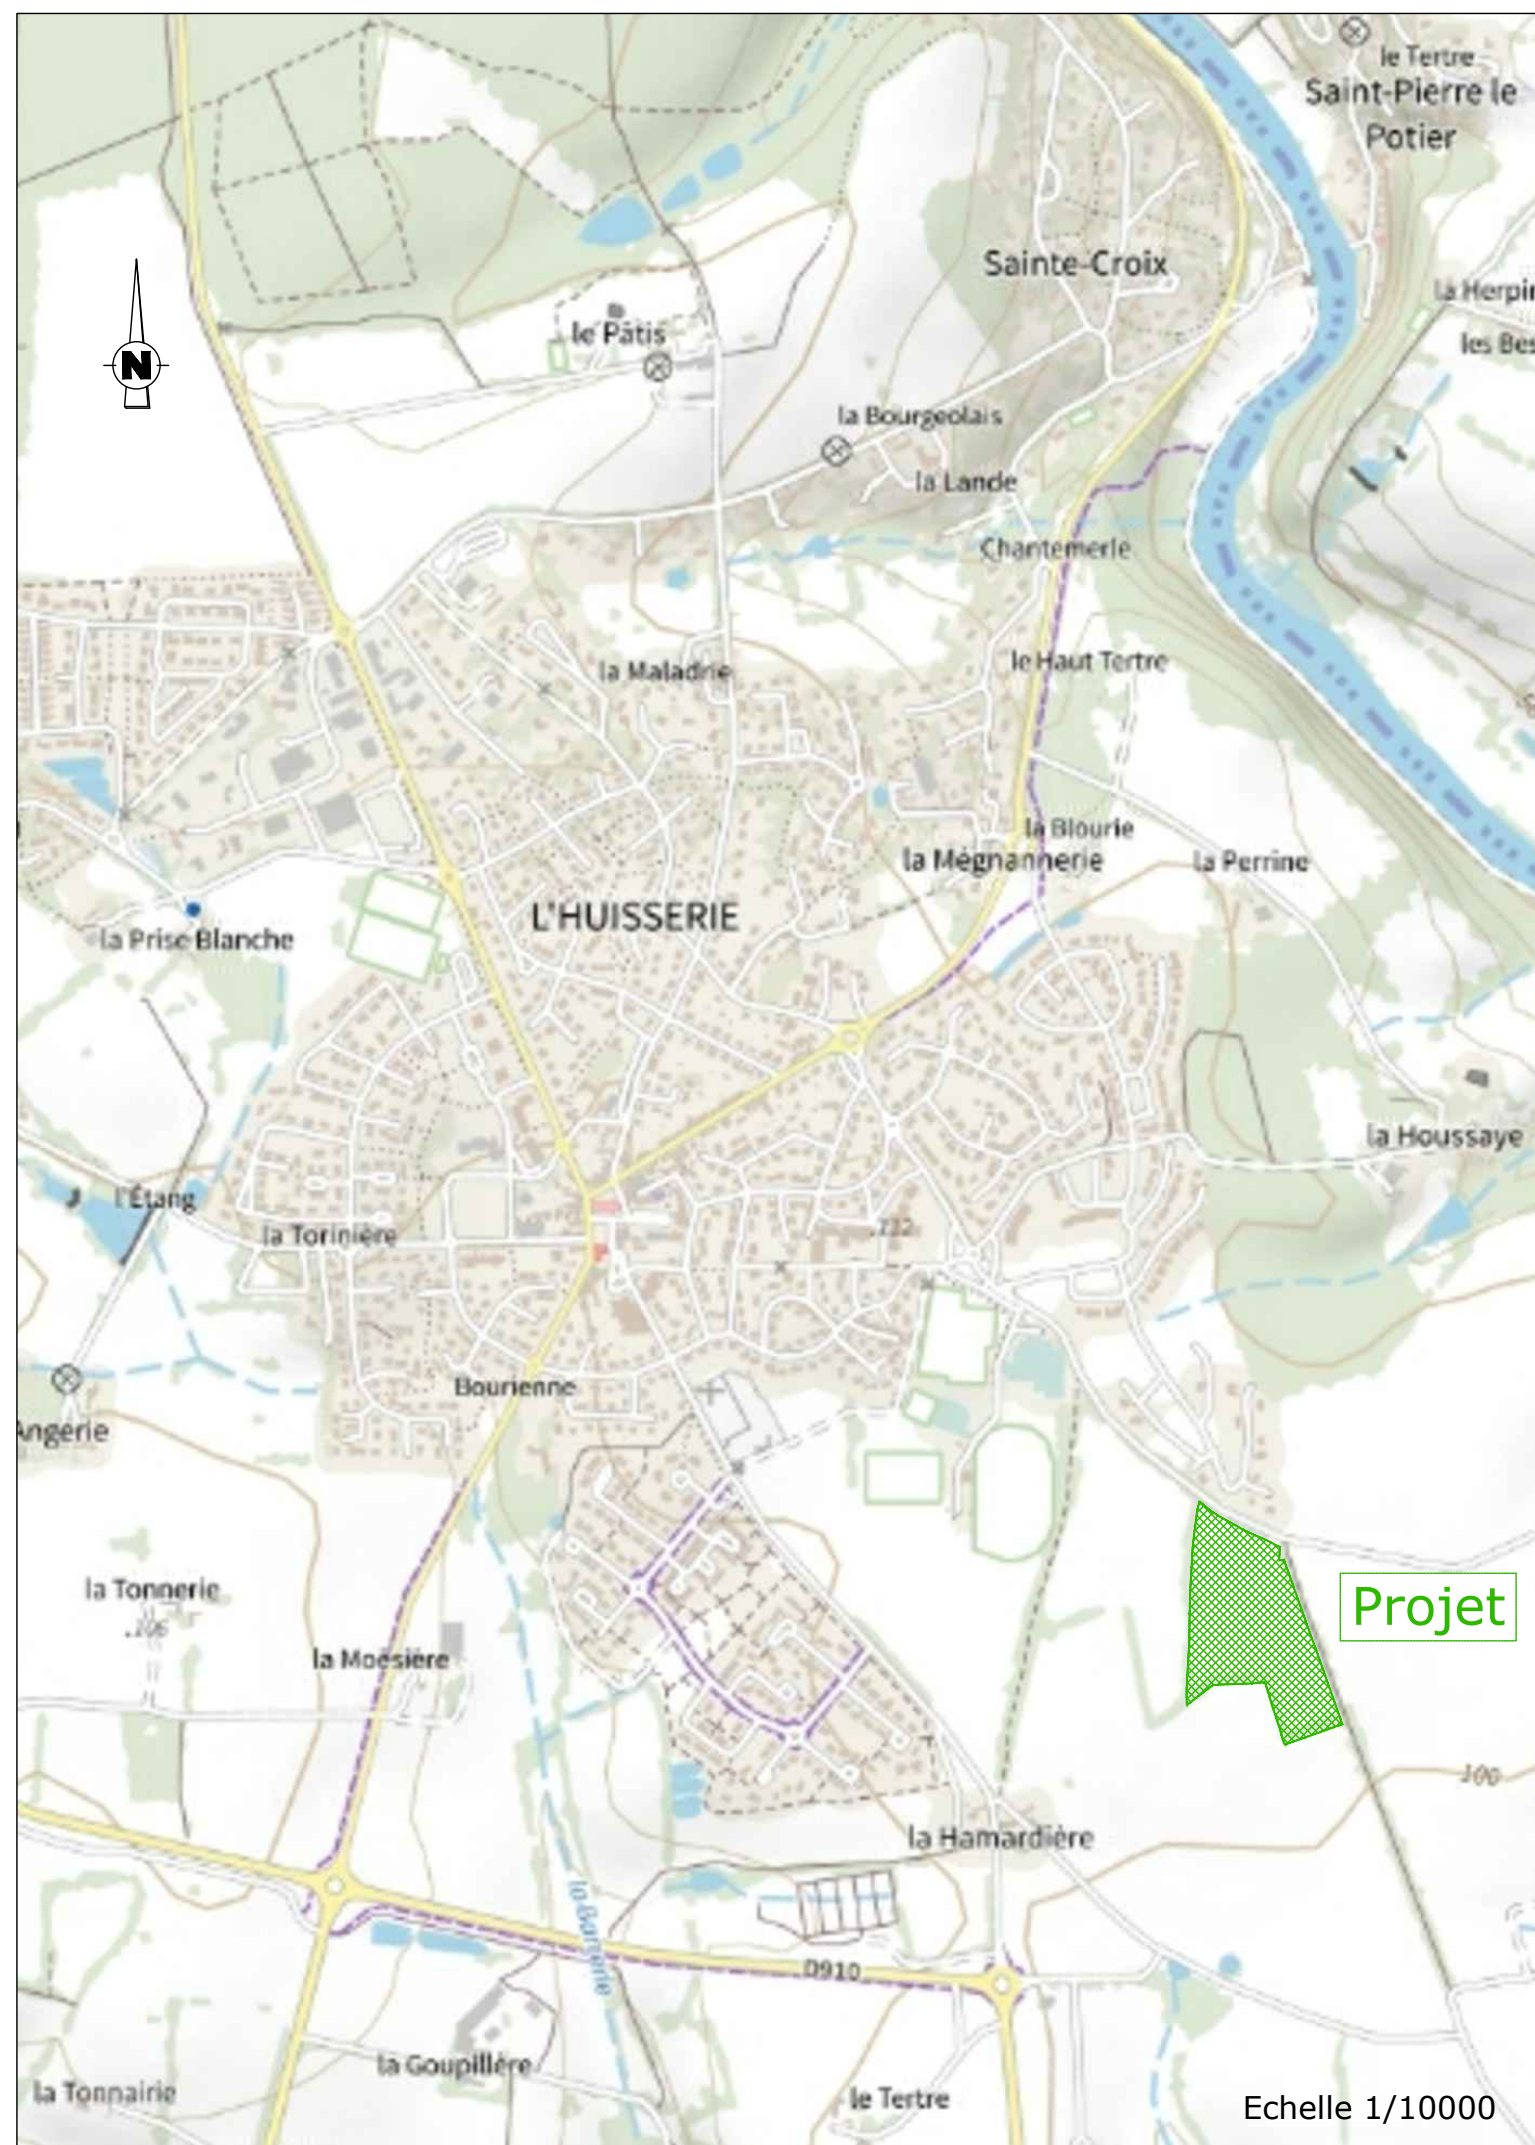 le Tertre
Saint-Pierre le
Potier
Sainte-Croix
la Herpin
les Bes
le Pâtis
N
la Bourgeolais
la Lande
Chantemerle
la Maladrie
le Haut Tertre
la Blourie
la Mégnannerie
la Perrine
L'HUISSERIE
la Prise Blanche
la Houssaye
l'Étang
la Torinière
.112
Bourienne
Angerie
la Tonnerie
.106
Projet
la Moësière
100
la Hamardière
D910
la Goupillère
la Tonnairie
le Tertre
Echelle 1/10000